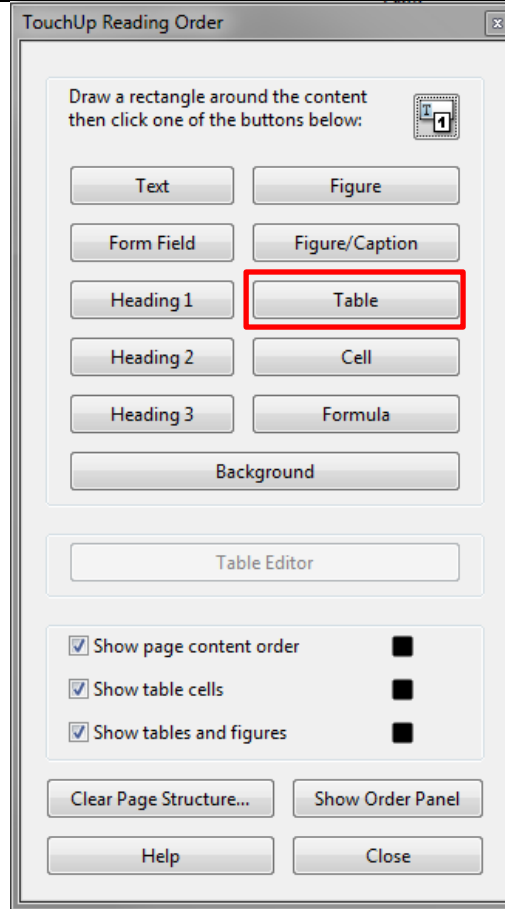 TouchUp Reading Order
Draw a rectangle around the content
then click one of the buttons below:
T
1
Text
Figure
Form Field
Figure/Caption
Heading 1
Table
Heading 2
Cell
Heading 3
Formula
Background
Table Editor
Show page content order
Show table cells
Show tables and figures
Clear Page Structure...
Show Order Panel
Help
Close